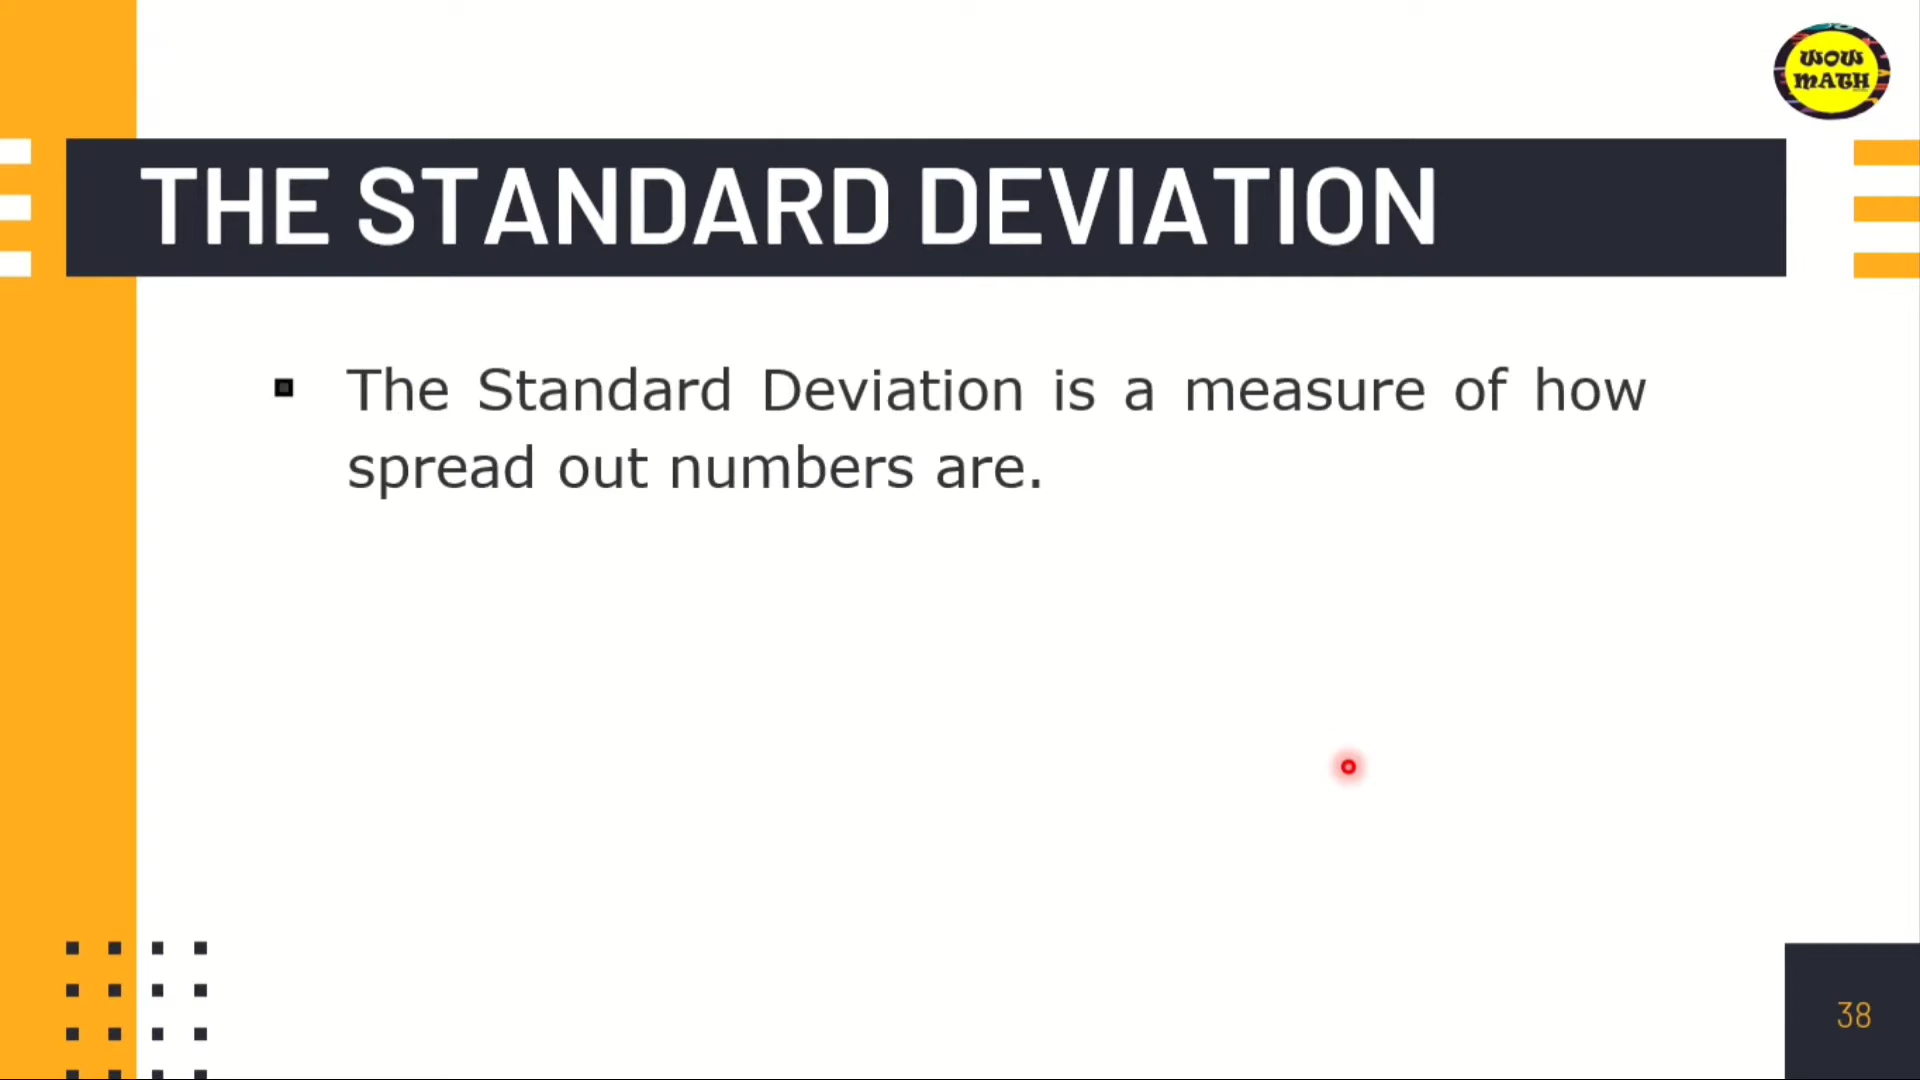 WOW
MATH
THE STANDARD DEVIATION
The Standard Deviation is a measure of how
spread out numbers are.
38